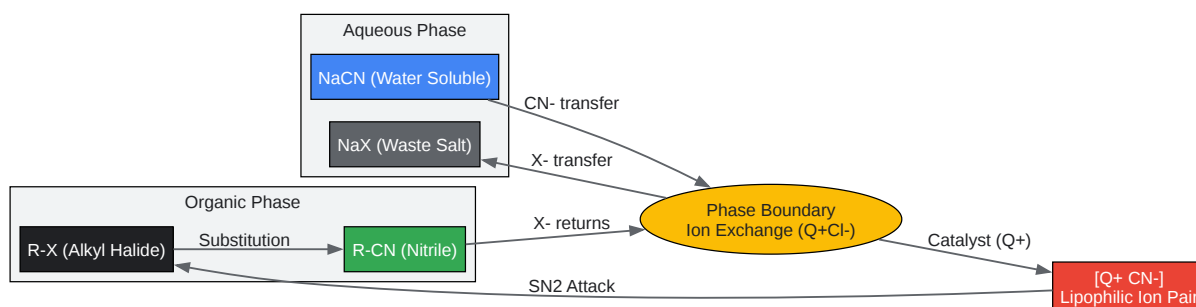 Aqueous Phase
NaCN (Water Soluble)
CN- transfer
NaX (Waste Salt)
X- transfer
Organic Phase
R-X (Alkyl Halide)
Substitution
R-CN (Nitrile)
X- returns
Phase Boundary
Ion Exchange (Q+Cl-)
Catalyst (Q+)
[Q+ CN-]
Lipophilic Ion Pair
SN2 Attack